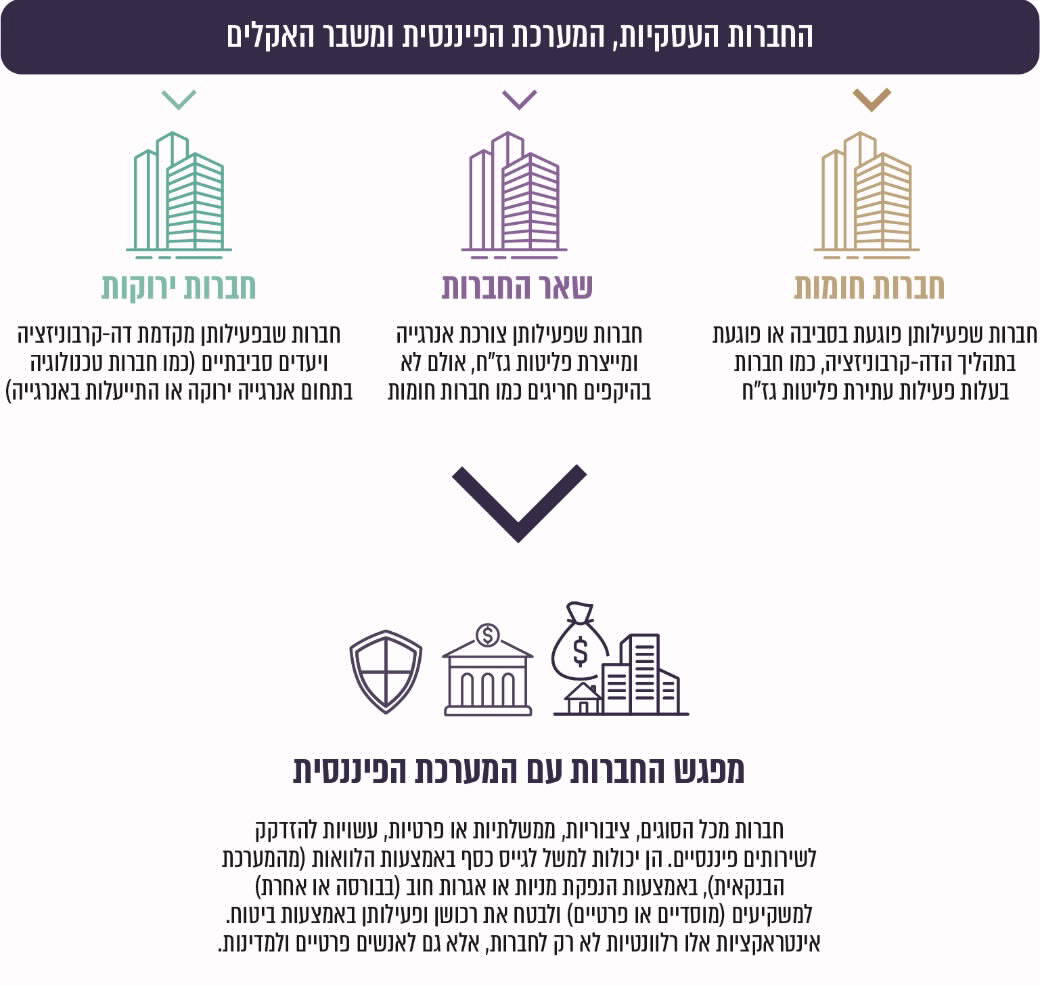 החברות העסקיות, המערכת הפיננסית ומשבר האקלים
חברות חומות
חברות שפעילותן פוגעת בסביבה או פוגעת
בתהליך הדה-קרבוניזציה, כמו חברות
בעלות פעילות עתירת פליטות גז"ח
שאר החברות
חברות שפעילותן צורכת אנרגייה
ומייצרת פליטות גז"ח, אולם לא
בהיקפים חריגים כמו חברות חומות
חברות ירוקות
חברות שבפעילותן מקדמת דה-קרבוניזציה
ויעדים סביבתיים (כמו חברות טכנולוגיה
בתחום אנרגייה ירוקה או התייעלות באנרגייה)
$
$
מפגש החברות עם המערכת הפיננסית
חברות מכל הסוגים, ציבוריות, ממשלתיות או פרטיות, עשויות להזדקק
לשירותים פיננסיים. הן יכולות למשל לגייס כסף באמצעות הלוואות (מהמערכת
הבנקאית), באמצעות הנפקת מניות או אגרות חוב (בבורסה או אחרת)
למשקיעים (מוסדיים או פרטיים) ולבטח את רכושן ופעילותן באמצעות ביטוח.
אינטראקציות אלו רלוונטיות לא רק לחברות, אלא גם לאנשים פרטיים ולמדינות.